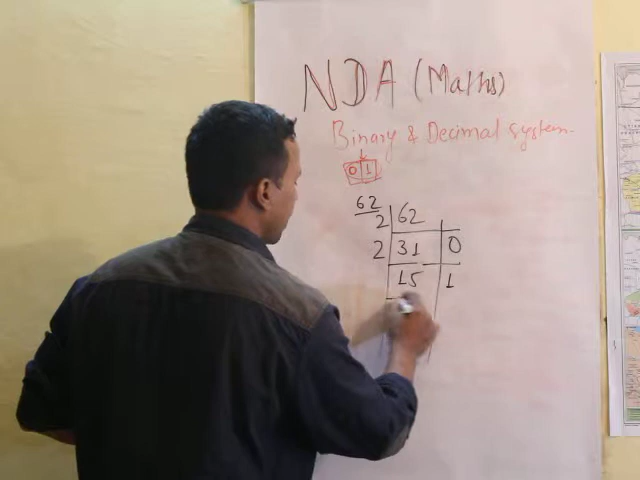 NDA (Maths)
Binary & Decimal system-
0 1
62
2 62
2 31 0
15 1